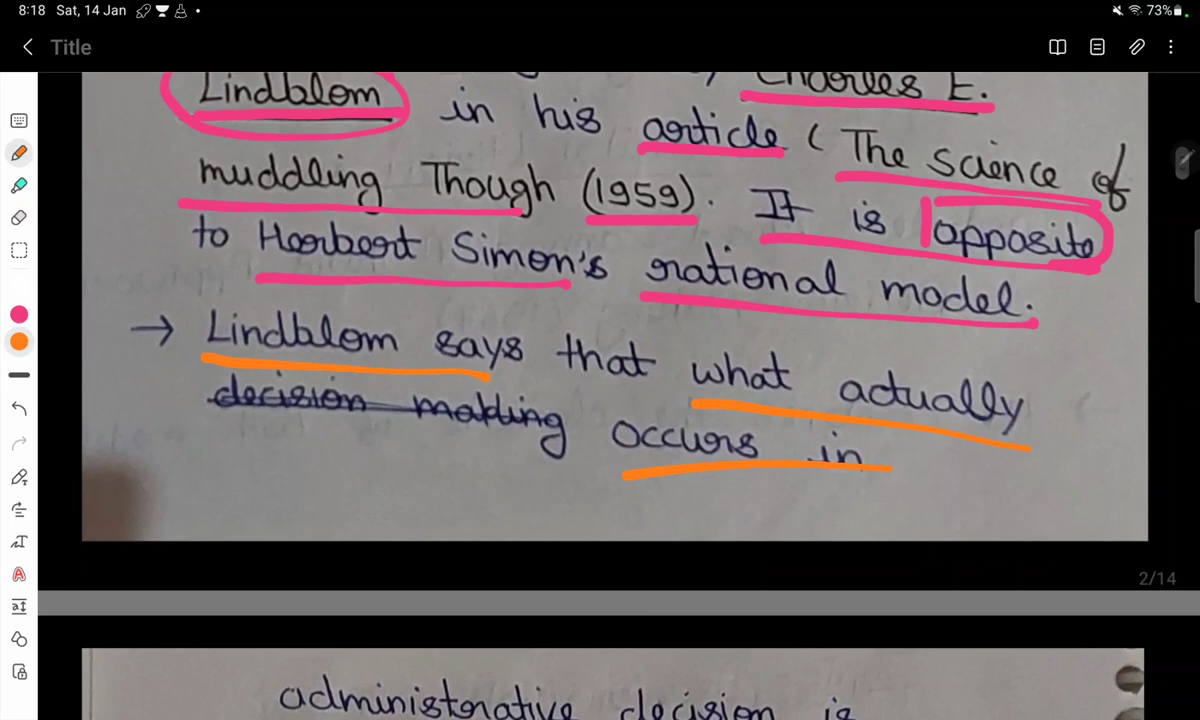 8:18 Sat, 14 Jan
73%
Title
Charles E.
Lindblom in his article (The Science of
muddling Though (1959). It is opposite
to Herbert Simon's rational model.
→ Lindblom says that what actually
decision making occurs in
2/14
administrative decision is